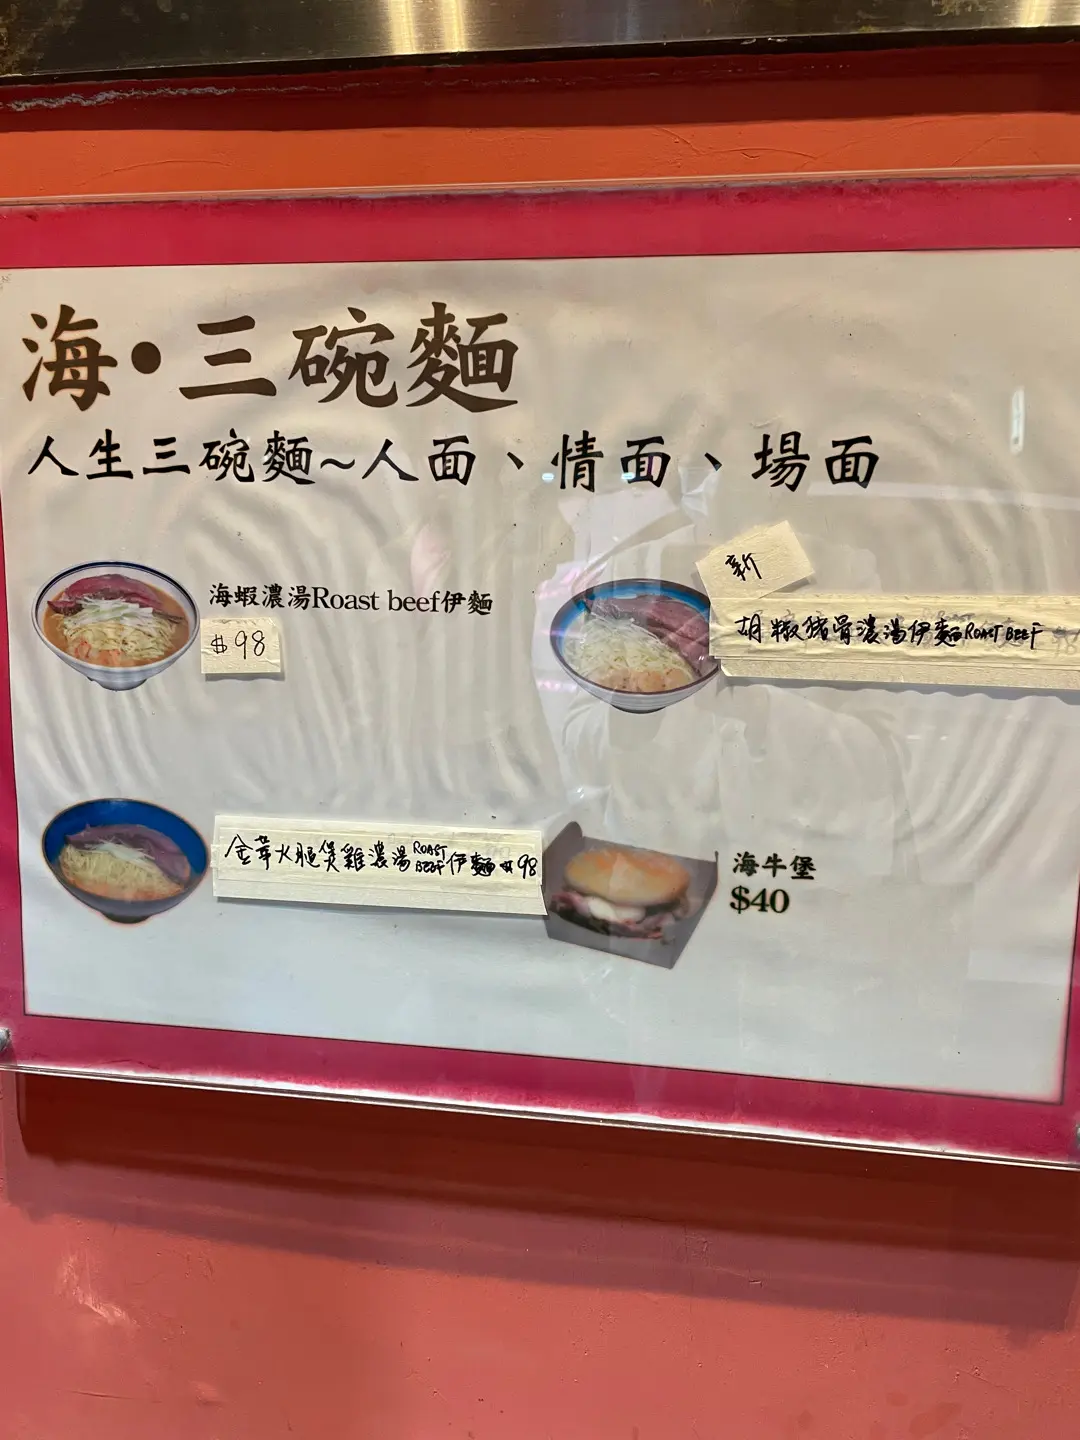 海•三碗麵
人生三碗麵~人面、情面、場面
海蝦濃湯Roast beef伊麵
$98
新
胡椒豬骨濃湯伊麵ROAST BEEF
金華火腿煲雞濃湯ROAST BEEF伊麵$98
海牛堡
$40